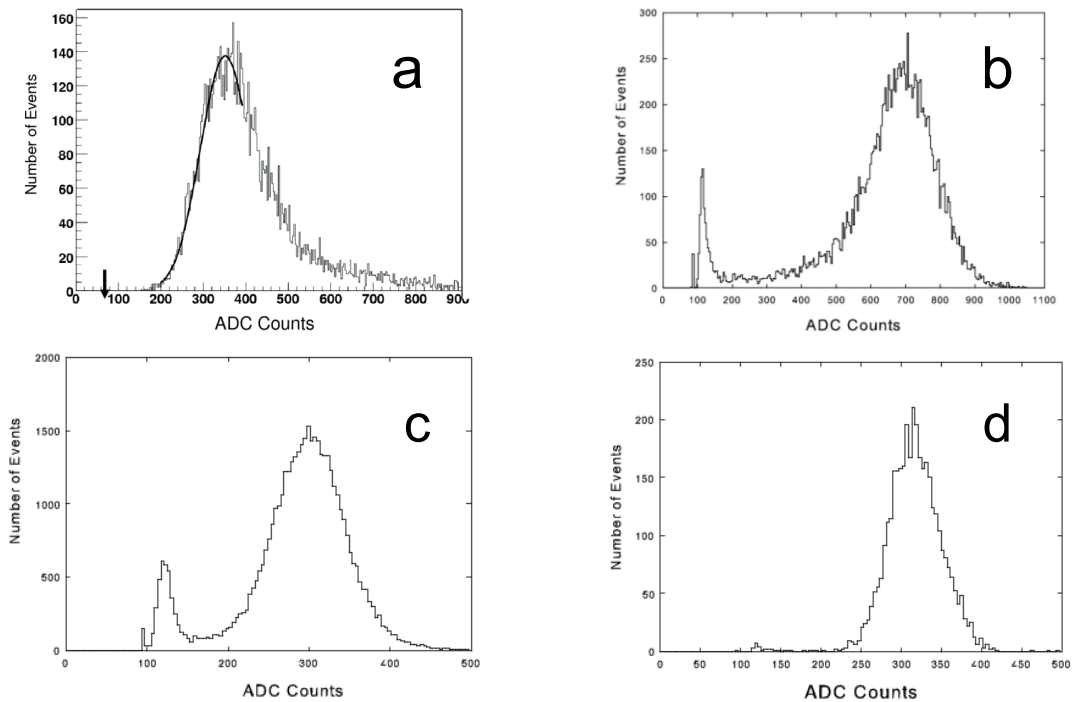 160
140
120
100
80
60
40
20
0
Number of Events
0 100 200 300 400 500 600 700 800 900
ADC Counts
a
300
250
200
150
100
50
0
Number of Events
0 100 200 300 400 500 600 700 800 900 1000 1100
ADC Counts
b
2000
1500
1000
500
0
Number of Events
0 100 200 300 400 500
ADC Counts
c
250
200
150
100
50
0
Number of Events
0 50 100 150 200 250 300 350 400 450 500
ADC Counts
d